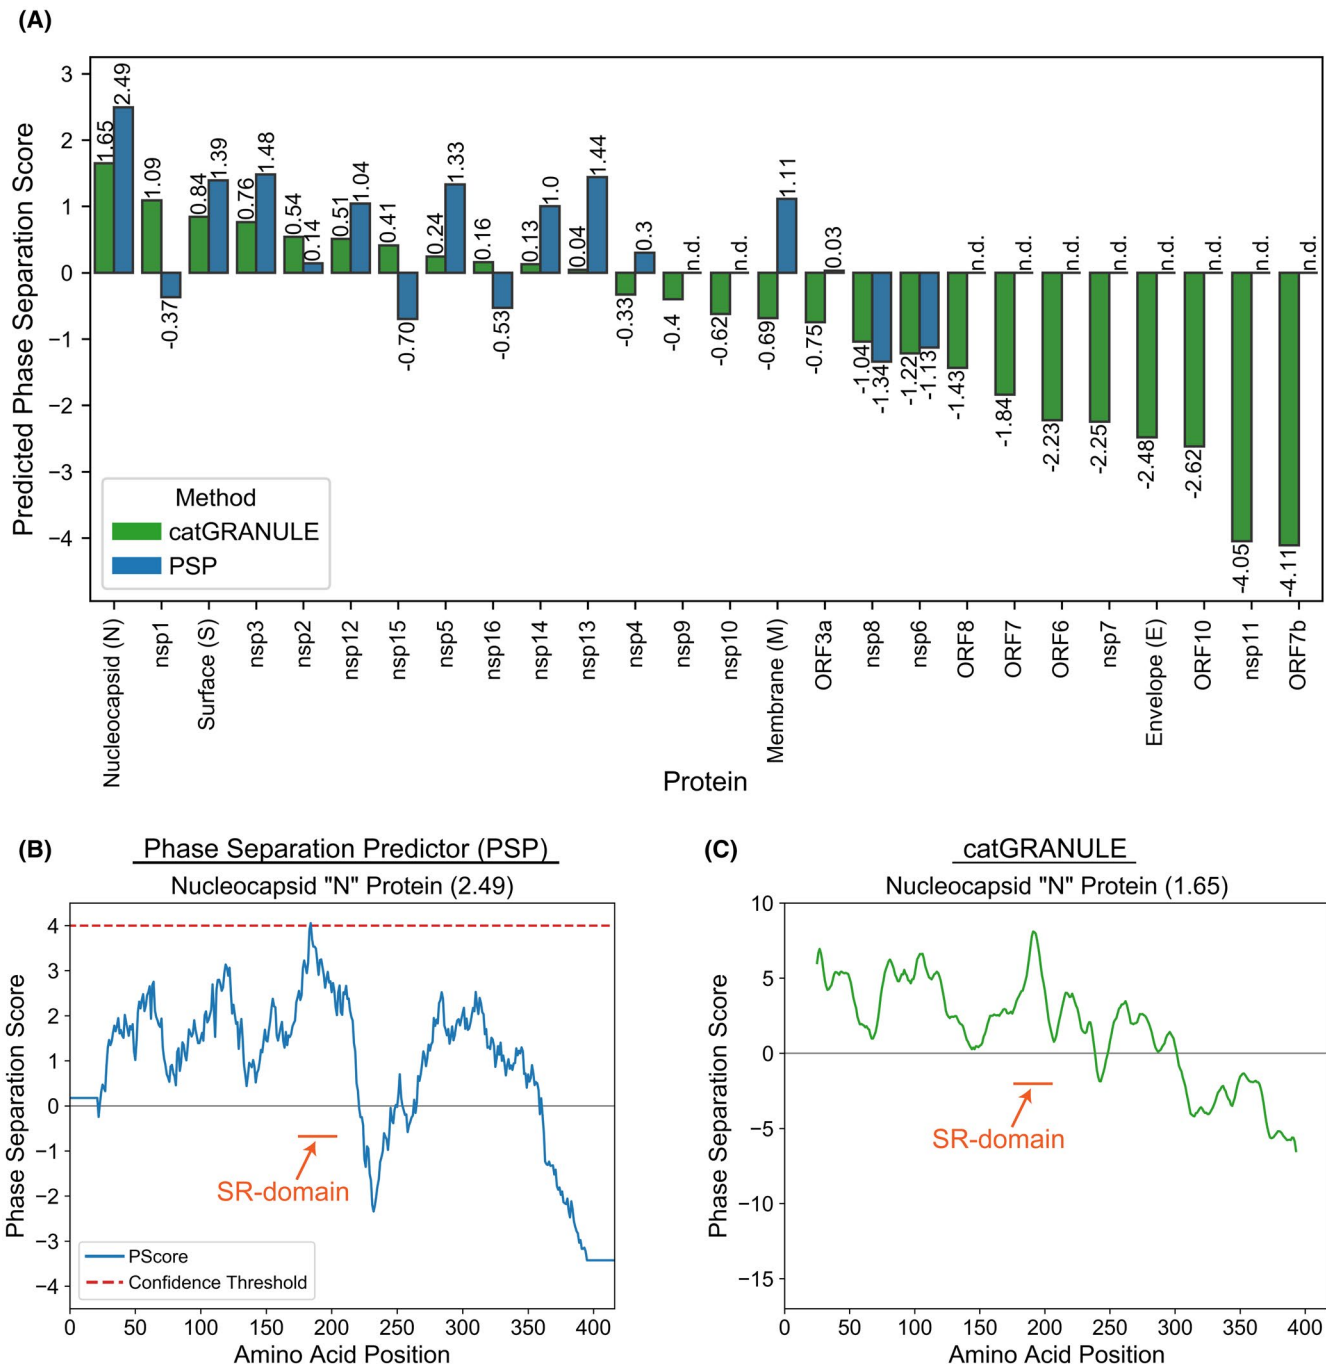 (A)
Predicted Phase Separation Score
3
2
1
0
−1
−2
−3
−4
1.65
2.49
1.09
-0.37
0.84
1.39
0.76
1.48
0.54
0.14
0.51
1.04
0.41
-0.70
0.24
1.33
0.16
-0.53
0.13
1.0
0.04
1.44
-0.33
0.3
-0.4
n.d.
-0.62
n.d.
-0.69
1.11
-0.75
0.03
-1.04
-1.34
-1.22
-1.13
-1.43
n.d.
-1.84
n.d.
-2.23
n.d.
-2.25
n.d.
-2.48
n.d.
-2.62
n.d.
-4.05
n.d.
-4.11
n.d.
Method
catGRANULE
PSP
Nucleocapsid (N)
nsp1
Surface (S)
nsp3
nsp2
nsp12
nsp15
nsp5
nsp16
nsp14
nsp13
nsp4
nsp9
nsp10
Membrane (M)
ORF3a
nsp8
nsp6
ORF8
ORF7
ORF6
nsp7
Envelope (E)
ORF10
nsp11
ORF7b
Protein
(B)
Phase Separation Predictor (PSP)
Nucleocapsid "N" Protein (2.49)
Phase Separation Score
4
3
2
1
0
−1
−2
−3
−4
SR-domain
PScore
Confidence Threshold
0 50 100 150 200 250 300 350 400
Amino Acid Position
(C)
catGRANULE
Nucleocapsid "N" Protein (1.65)
Phase Separation Score
10
5
0
−5
−10
−15
SR-domain
0 50 100 150 200 250 300 350 400
Amino Acid Position